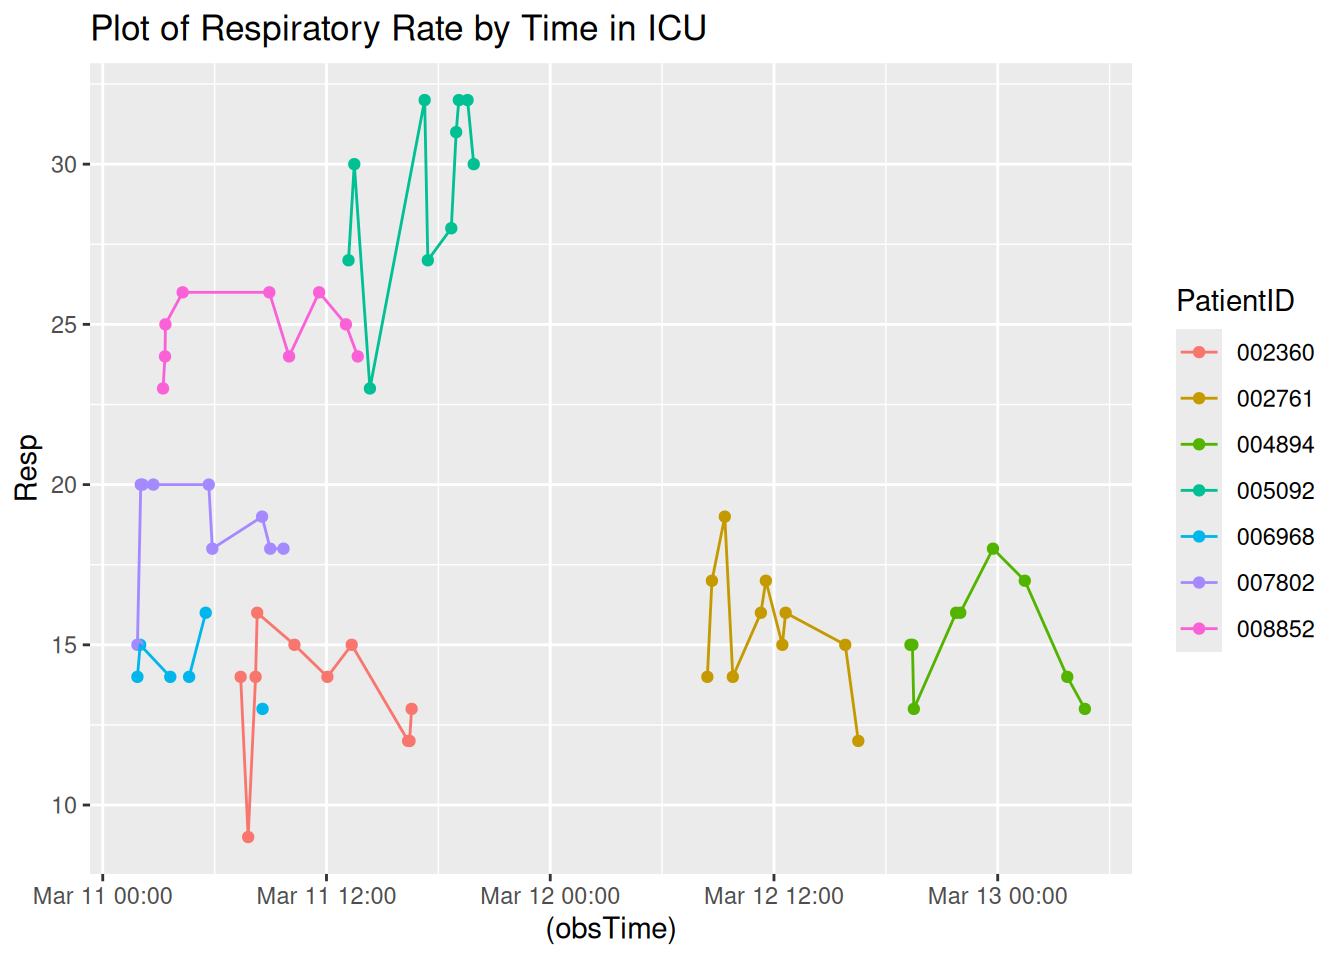 Plot of Respiratory Rate by Time in ICU
Resp
30
25
20
15
10
Mar 11 00:00 Mar 11 12:00 Mar 12 00:00 Mar 12 12:00 Mar 13 00:00
(obsTime)
PatientID
002360
002761
004894
005092
006968
007802
008852